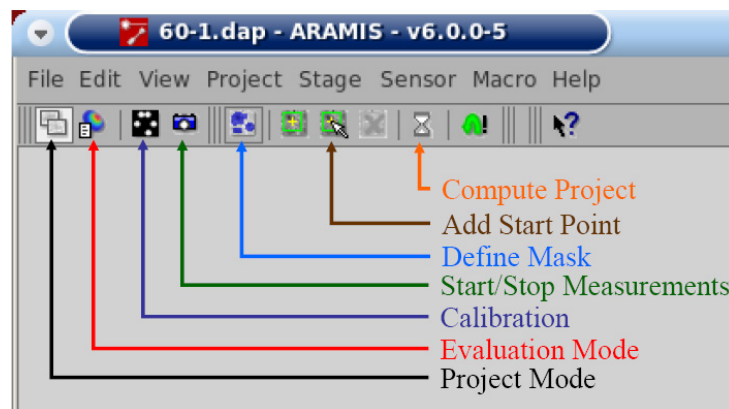 60-1.dap - ARAMIS - v6.0.0-5
File Edit View Project Stage Sensor Macro Help
Compute Project
Add Start Point
Define Mask
Start/Stop Measurements
Calibration
Evaluation Mode
Project Mode